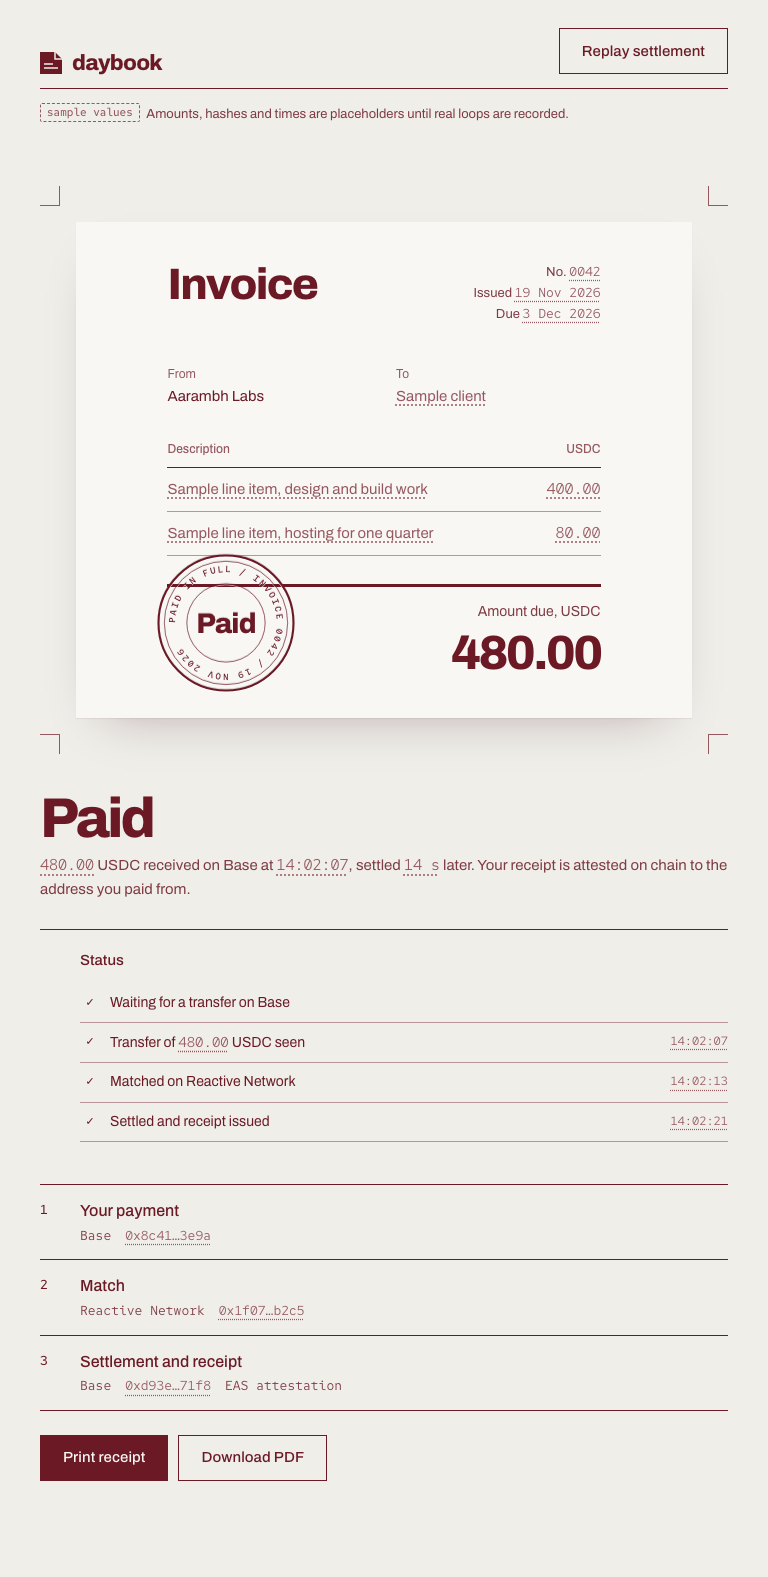 daybook
Replay settlement
sample values Amounts, hashes and times are placeholders until real loops are recorded.
Invoice
No. 0042
Issued 19 Nov 2026
Due 3 Dec 2026
From
Aarambh Labs
To
Sample client
Description USDC
Sample line item, design and build work 400.00
Sample line item, hosting for one quarter 80.00
PAID IN FULL / INVOICE 0042 / 19 NOV 2026
Paid
Amount due, USDC
480.00
Paid
480.00 USDC received on Base at 14:02:07, settled 14 s later. Your receipt is attested on chain to the
address you paid from.
Status
✓ Waiting for a transfer on Base
✓ Transfer of 480.00 USDC seen 14:02:07
✓ Matched on Reactive Network 14:02:13
✓ Settled and receipt issued 14:02:21
1 Your payment
Base 0x8c41…3e9a
2 Match
Reactive Network 0x1f07…b2c5
3 Settlement and receipt
Base 0xd93e…71f8 EAS attestation
Print receipt
Download PDF